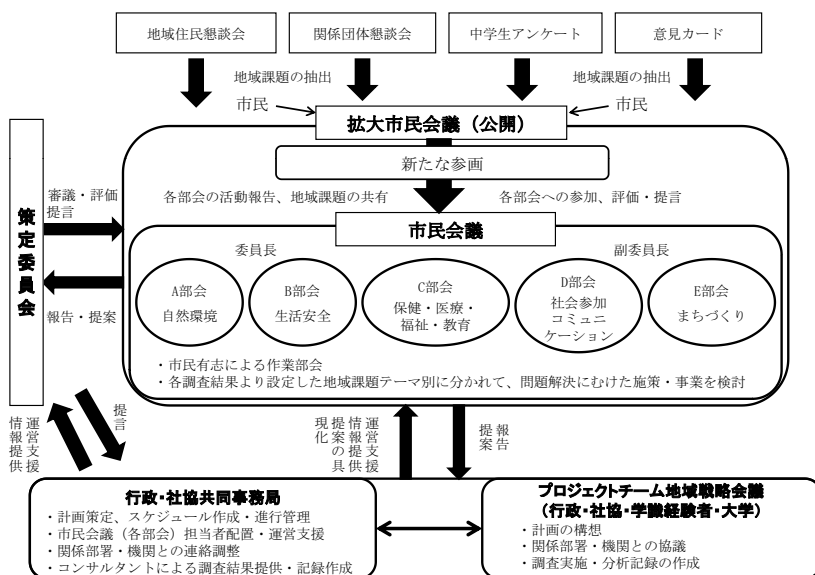 地域住民懇談会
関係団体懇談会
中学生アンケート
意見カード
地域課題の抽出
地域課題の抽出
市民
市民
拡大市民会議（公開）
新たな参画
各部会の活動報告、地域課題の共有
各部会への参加、評価・提言
策定委員会
審議・評価
提言
報告・提案
市民会議
委員長
副委員長
A部会
自然環境
B部会
生活安全
C部会
保健・医療・
福祉・教育
D部会
社会参加
コミュニ
ケーション
E部会
まちづくり
・市民有志による作業部会
・各調査結果より設定した地域課題テーマ別に分かれて、問題解決にむけた施策・事業を検討
運営支援
情報提供
提言
運営支援
情報提供
提案の具
現化
報告
提案
行政・社協共同事務局
・計画策定、スケジュール作成・進行管理
・市民会議（各部会）担当者配置・運営支援
・関係部署・機関との連絡調整
・コンサルタントによる調査結果提供・記録作成
プロジェクトチーム地域戦略会議
（行政・社協・学識経験者・大学）
・計画の構想
・関係部署・機関との協議
・調査実施・分析記録の作成